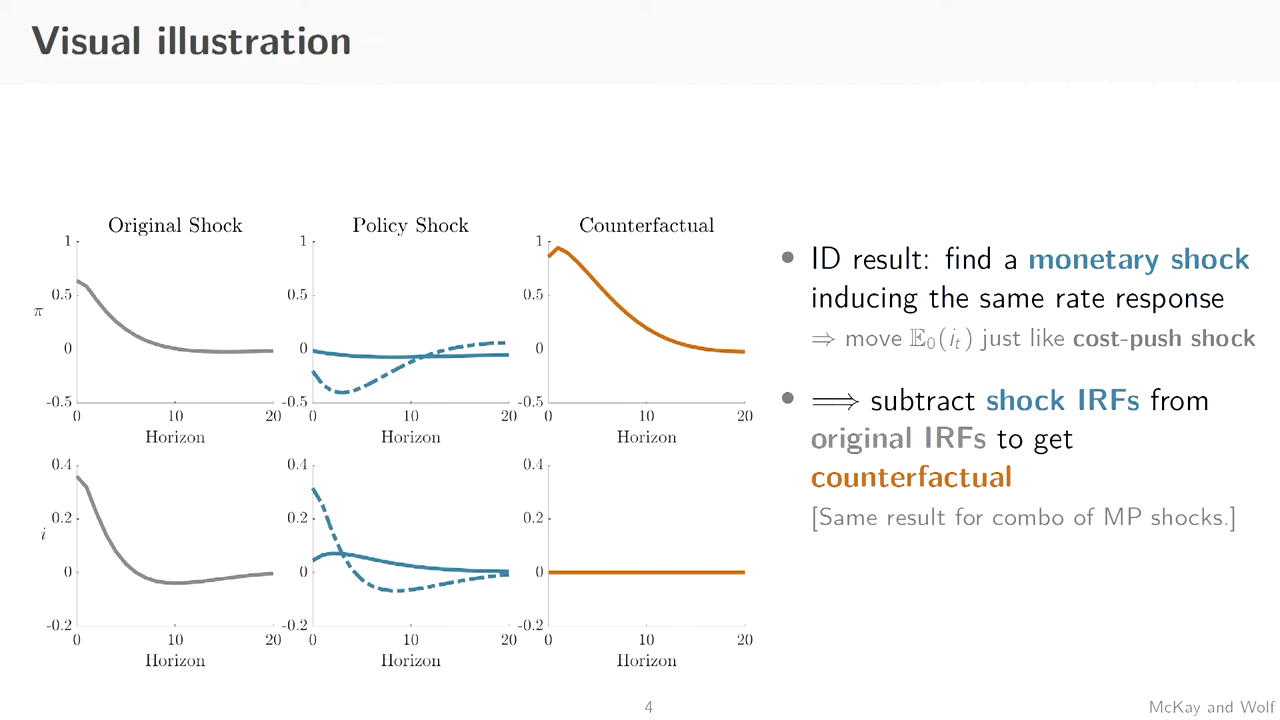 Visual illustration
Original Shock
Policy Shock
Counterfactual
π
1
0.5
0
-0.5
0 10 20
Horizon
1
0.5
0
-0.5
0 10 20
Horizon
1
0.5
0
-0.5
0 10 20
Horizon
i
0.4
0.2
0
-0.2
0 10 20
Horizon
0.4
0.2
0
-0.2
0 10 20
Horizon
0.4
0.2
0
-0.2
0 10 20
Horizon
• ID result: find a monetary shock
inducing the same rate response
⇒ move 𝔼₀(iₜ) just like cost-push shock
• ⟹ subtract shock IRFs from
original IRFs to get
counterfactual
[Same result for combo of MP shocks.]
4
McKay and Wolf